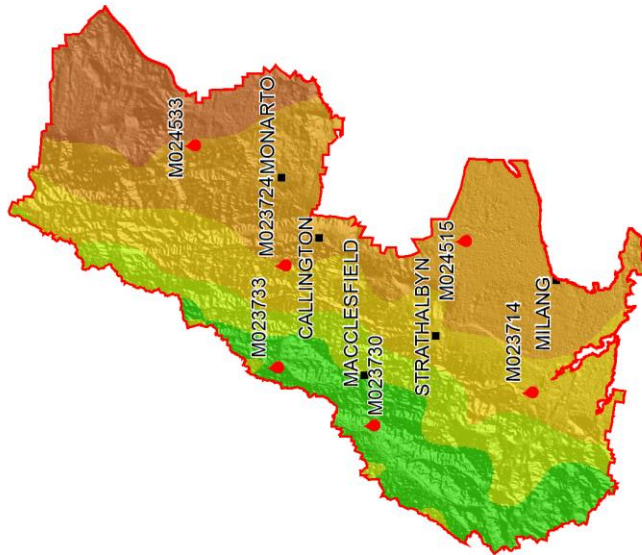 M024533
M023733
M023724 MONARTO
CALLINGTON
MACCLESFIELD
M023730
STRATHALBYN
M024515
M023714
MILANG